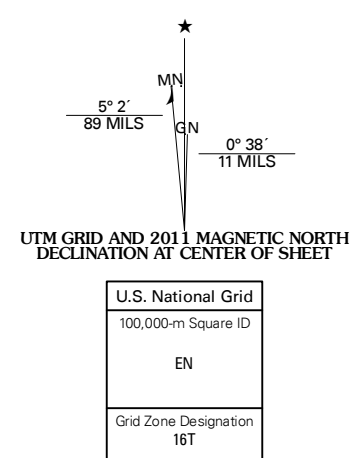 ★
MN
5° 2´
89 MILS
GN
0° 38´
11 MILS
UTM GRID AND 2011 MAGNETIC NORTH
DECLINATION AT CENTER OF SHEET
U.S. National Grid
100,000-m Square ID
EN
Grid Zone Designation
16T